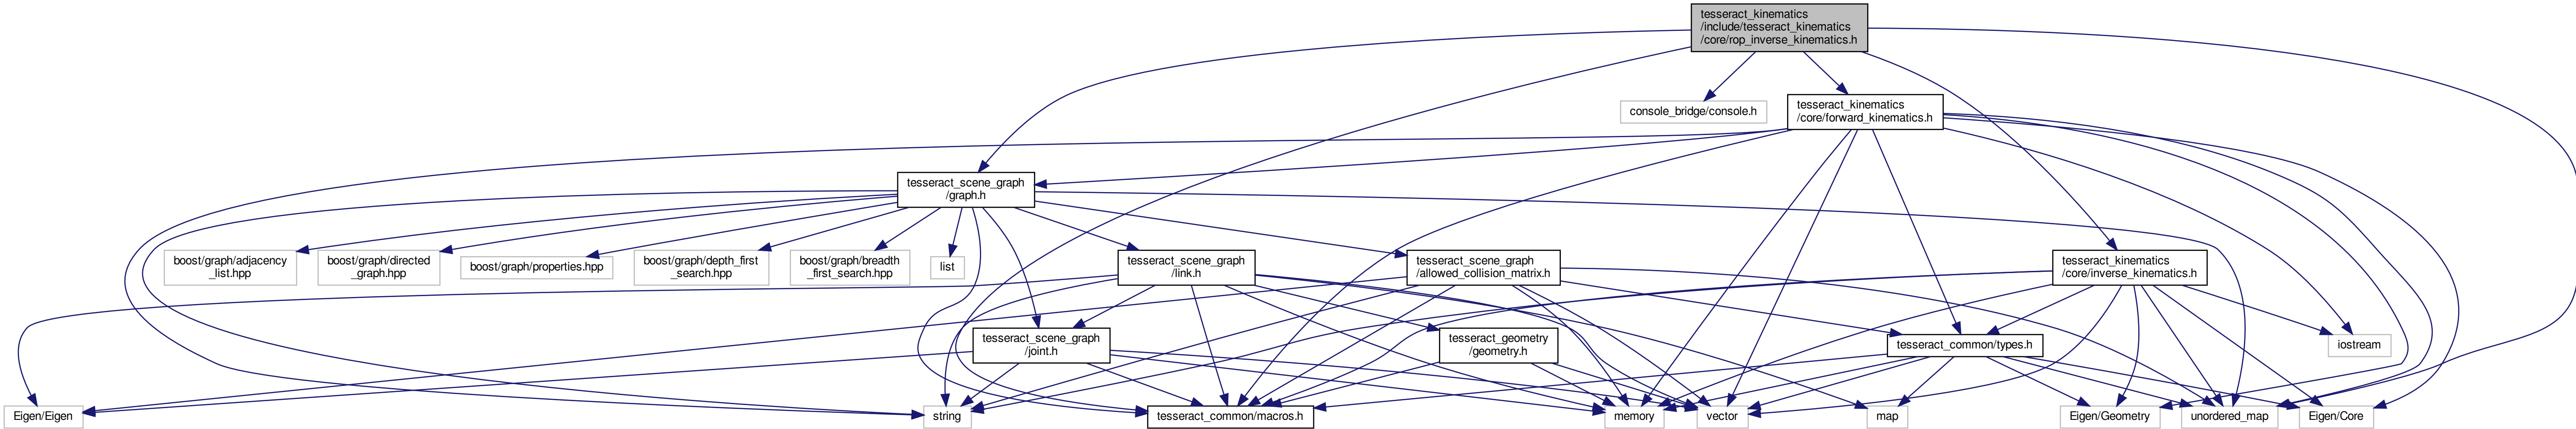 tesseract_kinematics
/include/tesseract_kinematics
/core/rop_inverse_kinematics.h
console_bridge/console.h
tesseract_kinematics
/core/forward_kinematics.h
tesseract_scene_graph
/graph.h
boost/graph/adjacency
_list.hpp
boost/graph/directed
_graph.hpp
boost/graph/properties.hpp
boost/graph/depth_first
_search.hpp
boost/graph/breadth
_first_search.hpp
list
tesseract_scene_graph
/link.h
tesseract_scene_graph
/allowed_collision_matrix.h
tesseract_kinematics
/core/inverse_kinematics.h
tesseract_scene_graph
/joint.h
tesseract_geometry
/geometry.h
tesseract_common/types.h
iostream
Eigen/Eigen
string
tesseract_common/macros.h
memory
vector
map
Eigen/Geometry
unordered_map
Eigen/Core